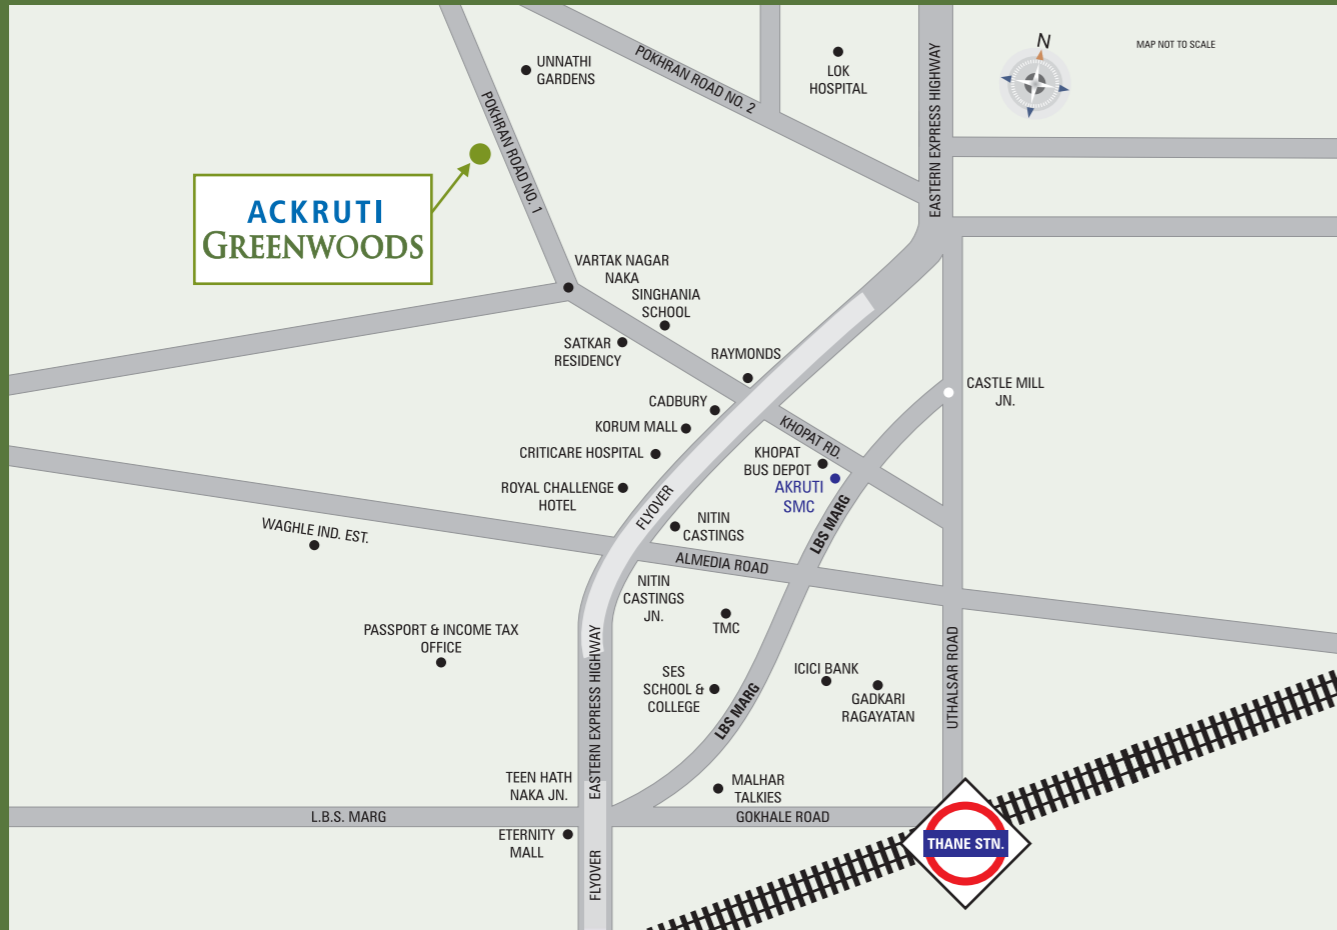 N
MAP NOT TO SCALE
UNNATHI
GARDENS
POKHRAN ROAD NO. 2
LOK
HOSPITAL
EASTERN EXPRESS HIGHWAY
POKHRAN ROAD NO. 1
ACKRUTI
GREENWOODS
VARTAK NAGAR
NAKA
SINGHANIA
SCHOOL
SATKAR
RESIDENCY
RAYMONDS
CASTLE MILL
JN.
CADBURY
KORUM MALL
KHOPAT RD.
CRITICARE HOSPITAL
KHOPAT
BUS DEPOT
AKRUTI
SMC
ROYAL CHALLENGE
HOTEL
FLYOVER
LBS MARG
NITIN
CASTINGS
WAGHLE IND. EST.
ALMEDIA ROAD
NITIN
CASTINGS
JN.
TMC
PASSPORT & INCOME TAX
OFFICE
EASTERN EXPRESS HIGHWAY
SES
SCHOOL &
COLLEGE
LBS MARG
ICICI BANK
GADKARI
RAGAYATAN
UTHALSAR ROAD
TEEN HATH
NAKA JN.
MALHAR
TALKIES
L.B.S. MARG
GOKHALE ROAD
ETERNITY
MALL
FLYOVER
THANE STN.